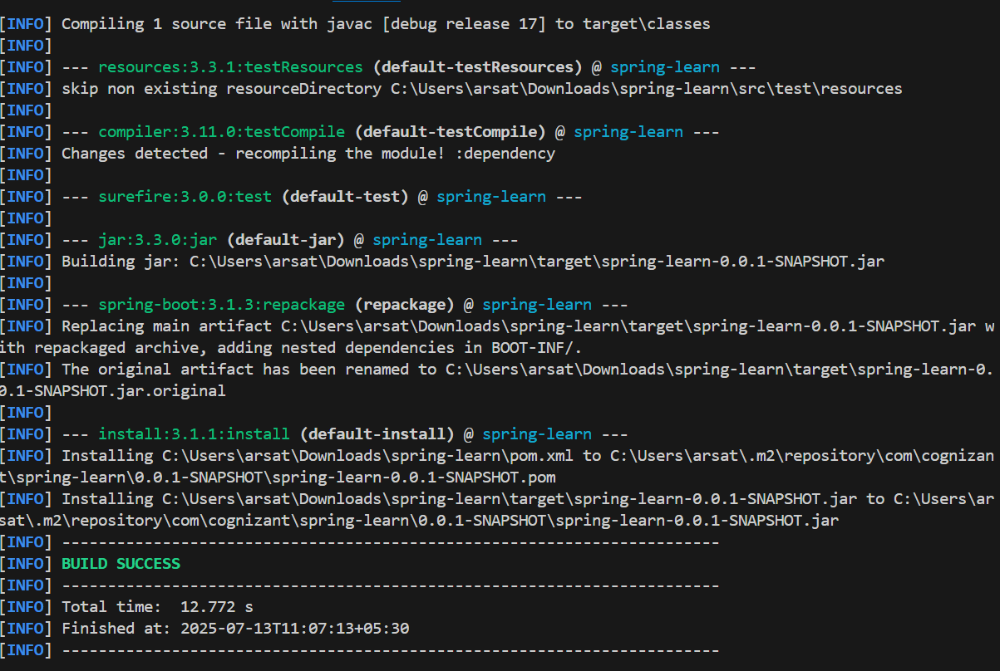 [INFO] Compiling 1 source file with javac [debug release 17] to target\classes
[INFO]
[INFO] --- resources:3.3.1:testResources (default-testResources) @ spring-learn ---
[INFO] skip non existing resourceDirectory C:\Users\arsat\Downloads\spring-learn\src\test\resources
[INFO]
[INFO] --- compiler:3.11.0:testCompile (default-testCompile) @ spring-learn ---
[INFO] Changes detected - recompiling the module! :dependency
[INFO]
[INFO] --- surefire:3.0.0:test (default-test) @ spring-learn ---
[INFO]
[INFO] --- jar:3.3.0:jar (default-jar) @ spring-learn ---
[INFO] Building jar: C:\Users\arsat\Downloads\spring-learn\target\spring-learn-0.0.1-SNAPSHOT.jar
[INFO]
[INFO] --- spring-boot:3.1.3:repackage (repackage) @ spring-learn ---
[INFO] Replacing main artifact C:\Users\arsat\Downloads\spring-learn\target\spring-learn-0.0.1-SNAPSHOT.jar w
ith repackaged archive, adding nested dependencies in BOOT-INF/.
[INFO] The original artifact has been renamed to C:\Users\arsat\Downloads\spring-learn\target\spring-learn-0.
0.1-SNAPSHOT.jar.original
[INFO]
[INFO] --- install:3.1.1:install (default-install) @ spring-learn ---
[INFO] Installing C:\Users\arsat\Downloads\spring-learn\pom.xml to C:\Users\arsat\.m2\repository\com\cognizan
t\spring-learn\0.0.1-SNAPSHOT\spring-learn-0.0.1-SNAPSHOT.pom
[INFO] Installing C:\Users\arsat\Downloads\spring-learn\target\spring-learn-0.0.1-SNAPSHOT.jar to C:\Users\ar
sat\.m2\repository\com\cognizant\spring-learn\0.0.1-SNAPSHOT\spring-learn-0.0.1-SNAPSHOT.jar
[INFO] ------------------------------------------------------------------------
[INFO] BUILD SUCCESS
[INFO] ------------------------------------------------------------------------
[INFO] Total time:  12.772 s
[INFO] Finished at: 2025-07-13T11:07:13+05:30
[INFO] ------------------------------------------------------------------------